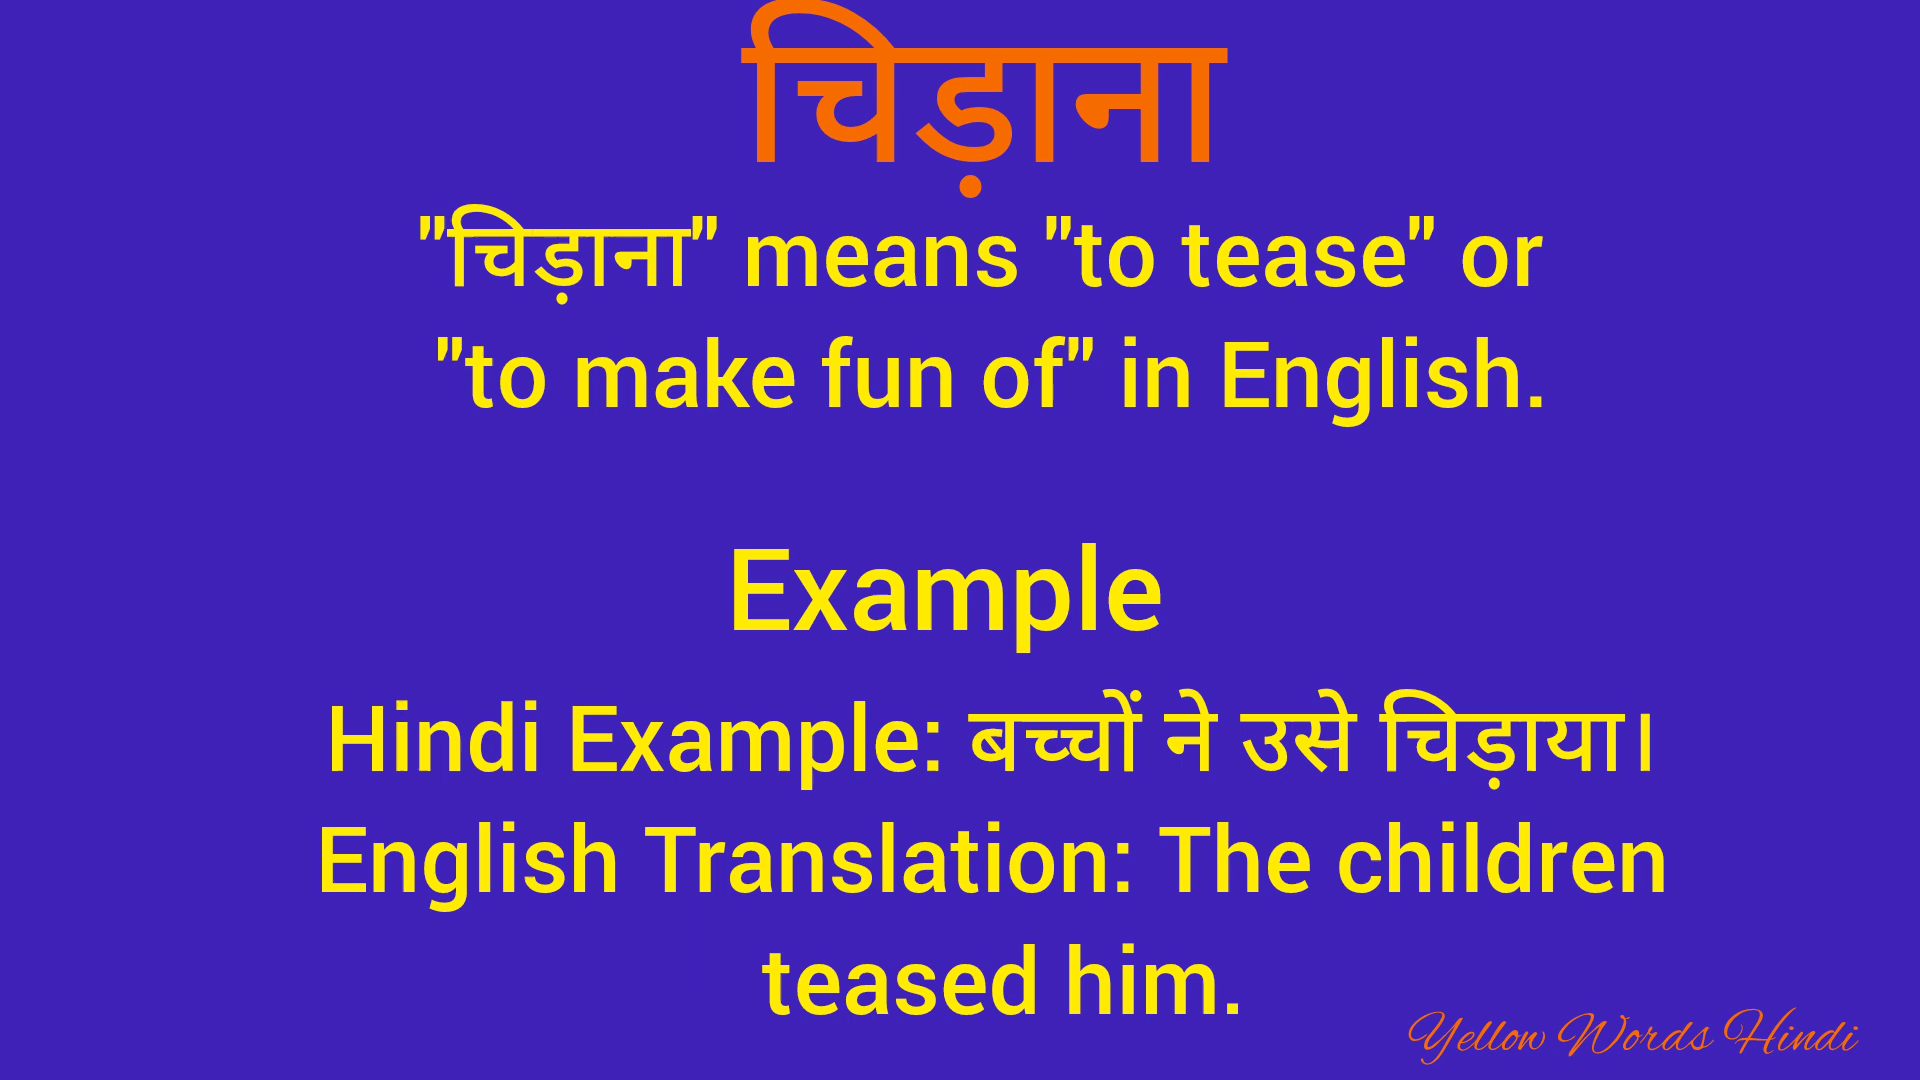 चिड़ाना
"चिड़ाना" means "to tease" or
"to make fun of" in English.
Example
Hindi Example: बच्चों ने उसे चिड़ाया।
English Translation: The children
teased him.
Yellow Words Hindi